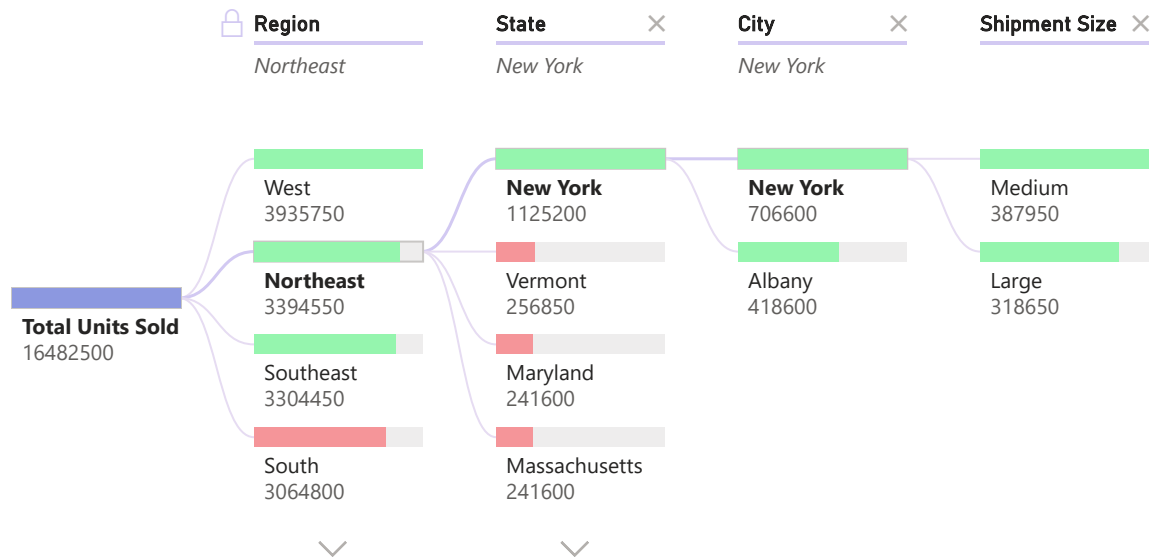 Region
State
City
Shipment Size
Northeast
New York
New York
Total Units Sold
16482500
West
3935750
Northeast
3394550
Southeast
3304450
South
3064800
New York
1125200
Vermont
256850
Maryland
241600
Massachusetts
241600
New York
706600
Albany
418600
Medium
387950
Large
318650